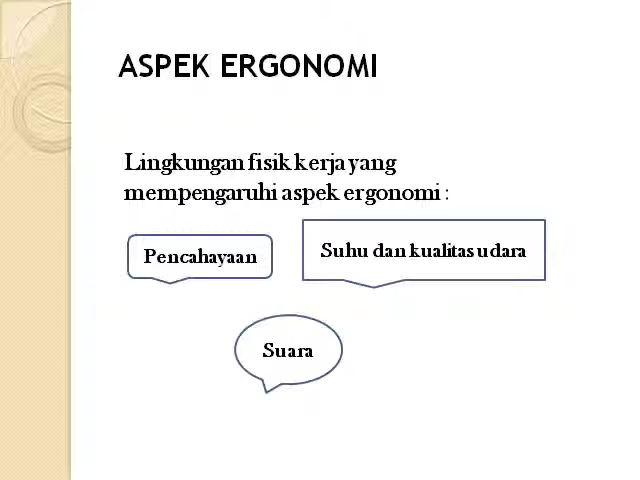 ASPEK ERGONOMI
Lingkungan fisik kerja yang
mempengaruhi aspek ergonomi :
Pencahayaan
Suhu dan kualitas udara
Suara